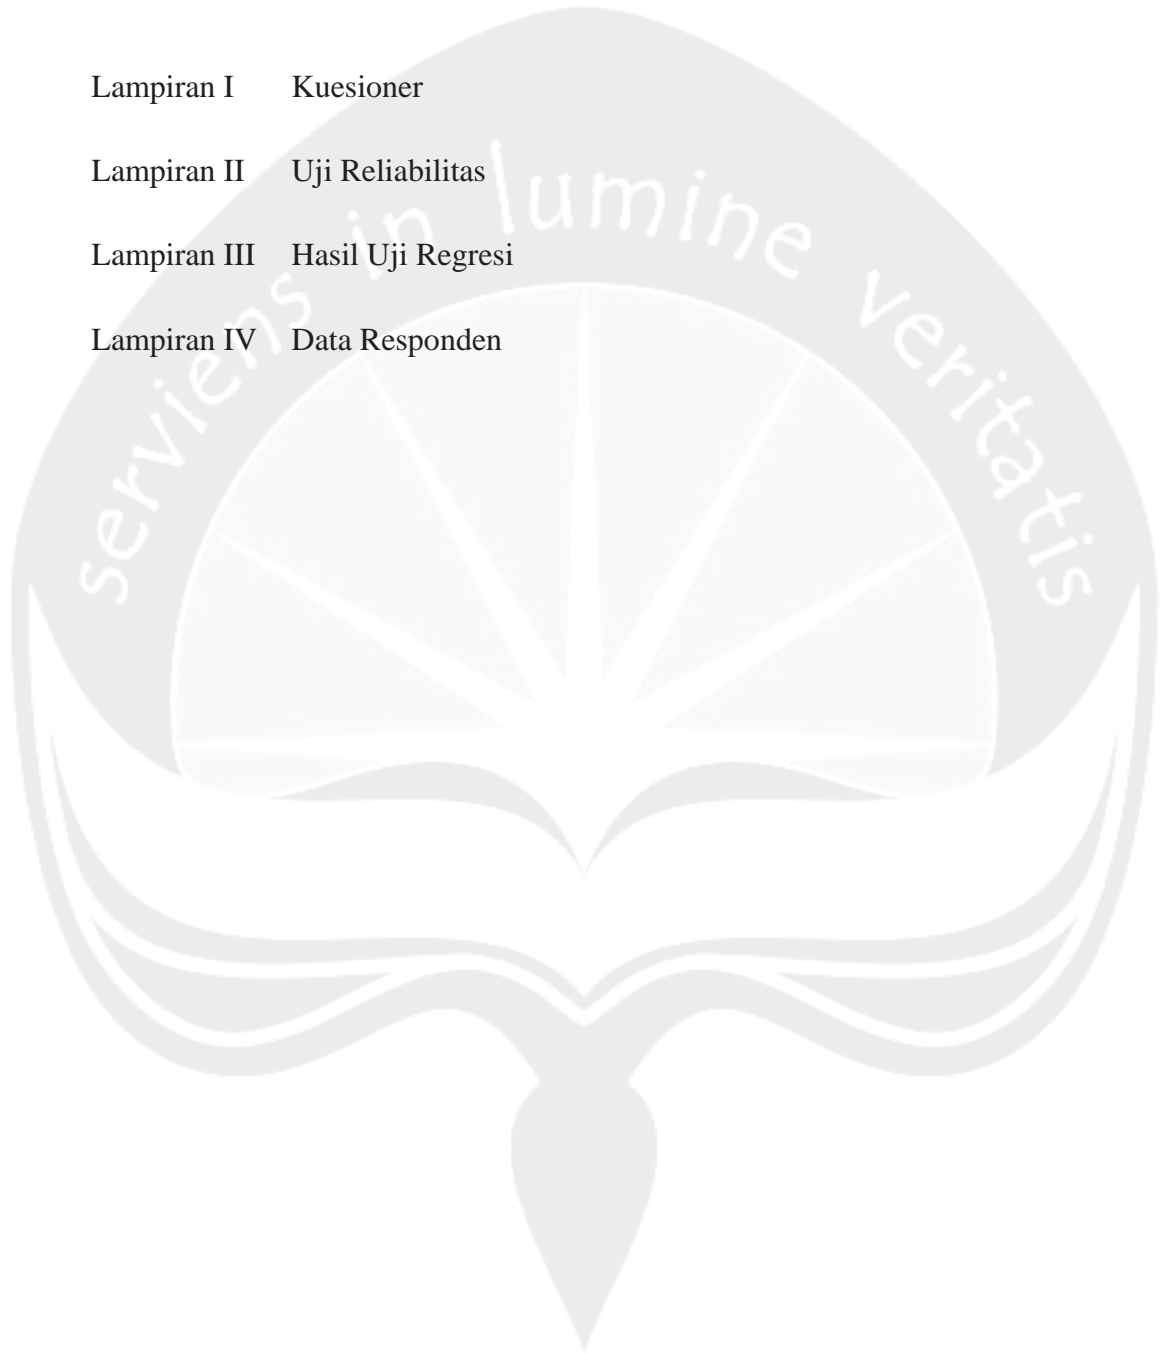 Lampiran I Kuesioner
Lampiran II Uji Reliabilitas
Lampiran III Hasil Uji Regresi
Lampiran IV Data Responden
serviens in lumine veritatis